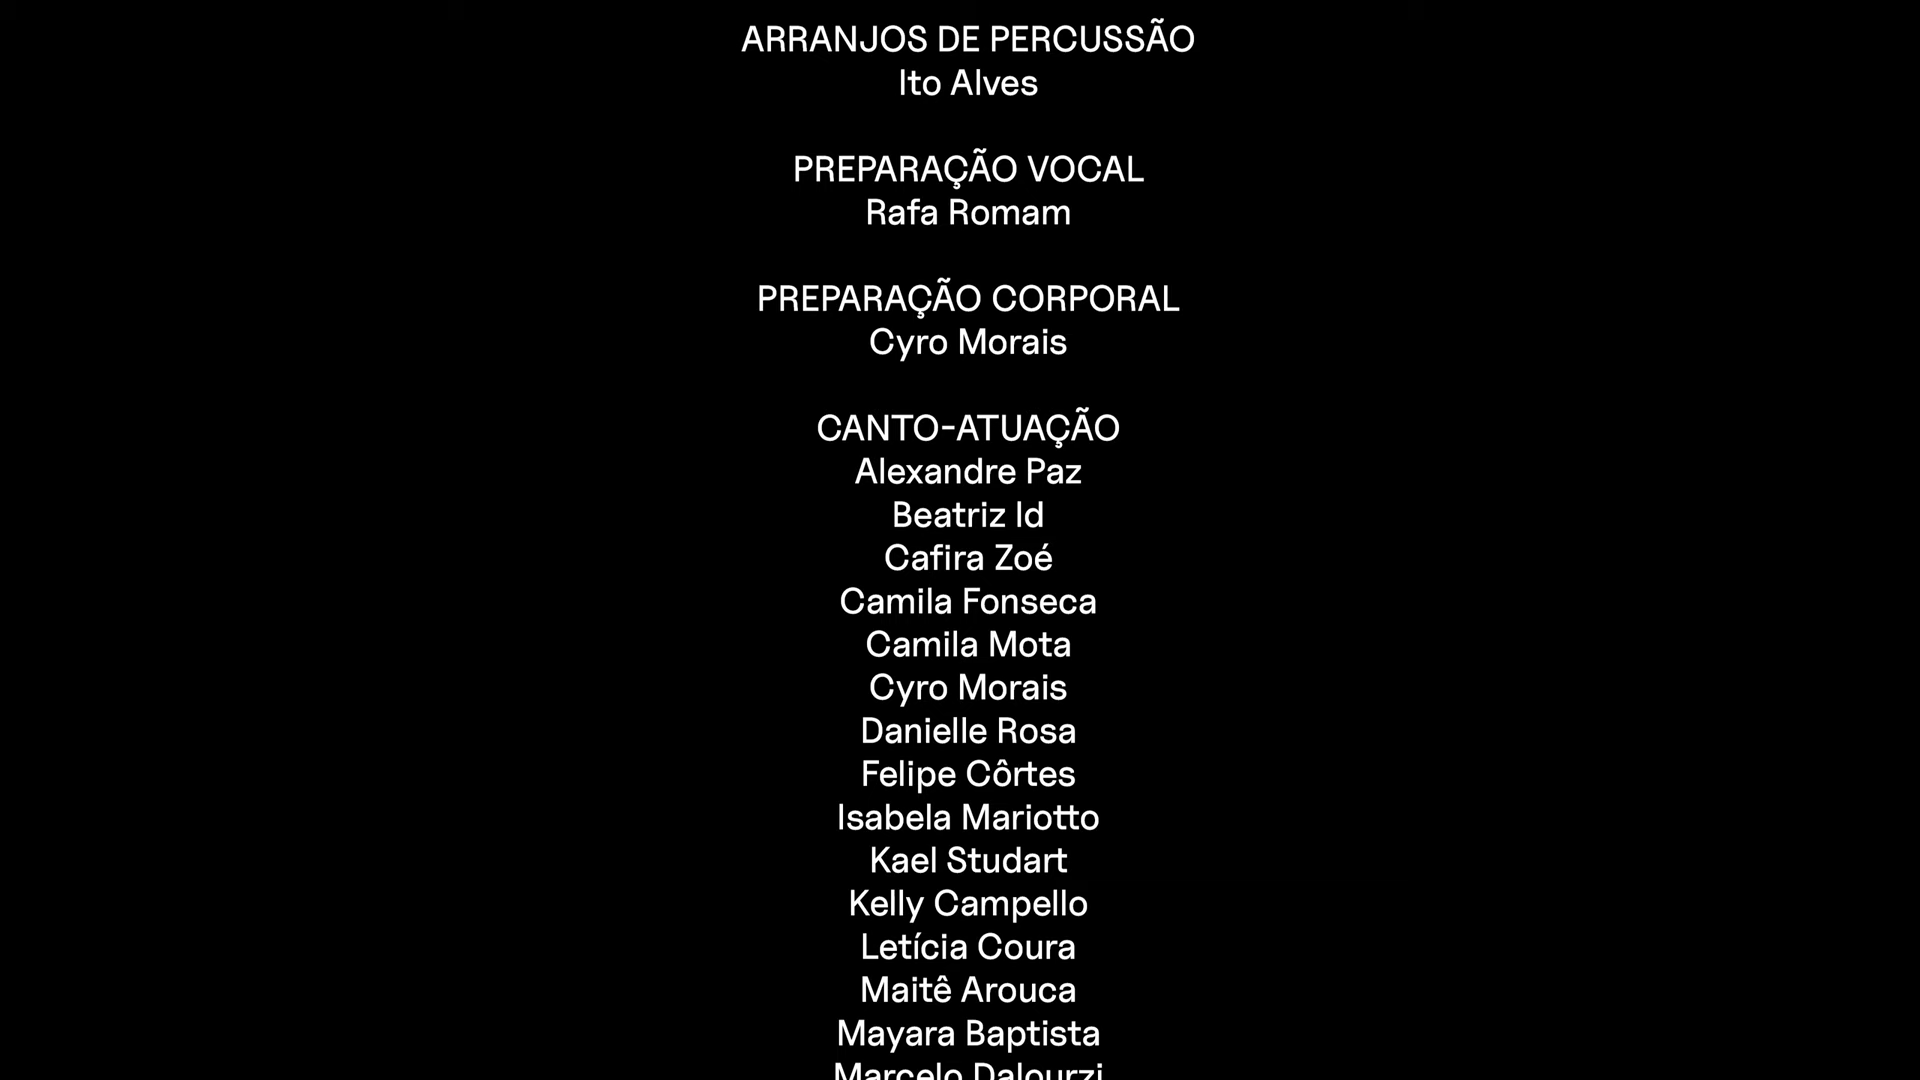 ARRANJOS DE PERCUSSÃO
Ito Alves
PREPARAÇÃO VOCAL
Rafa Romam
PREPARAÇÃO CORPORAL
Cyro Morais
CANTO-ATUAÇÃO
Alexandre Paz
Beatriz Id
Cafira Zoé
Camila Fonseca
Camila Mota
Cyro Morais
Danielle Rosa
Felipe Côrtes
Isabela Mariotto
Kael Studart
Kelly Campello
Letícia Coura
Maitê Arouca
Mayara Baptista
Marcelo Dalourzi